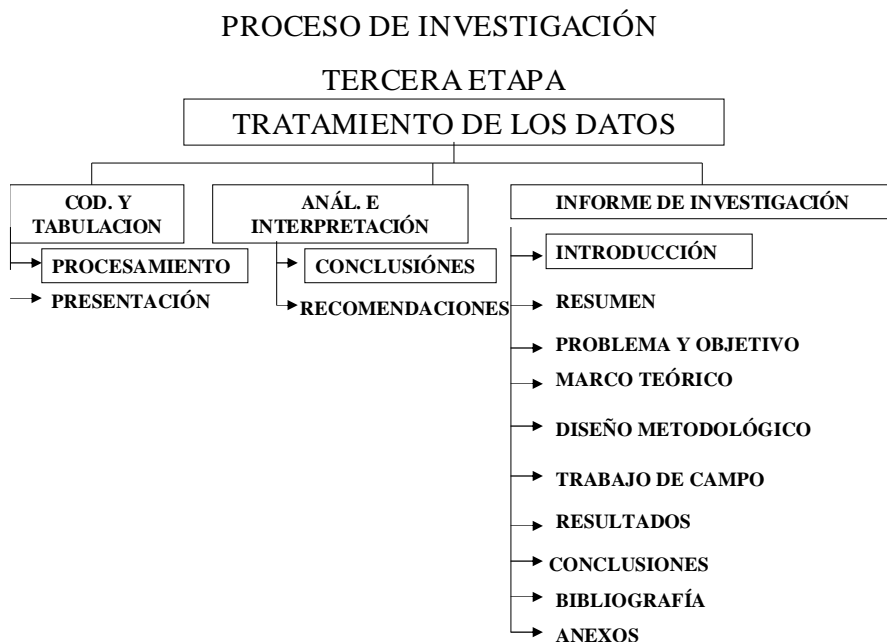 PROCESO DE INVESTIGACIÓN
TERCERA ETAPA
TRATAMIENTO DE LOS DATOS
COD. Y
TABULACION
PROCESAMIENTO
PRESENTACIÓN
ANÁL. E
INTERPRETACIÓN
CONCLUSIÓNES
RECOMENDACIONES
INFORME DE INVESTIGACIÓN
INTRODUCCIÓN
RESUMEN
PROBLEMA Y OBJETIVO
MARCO TEÓRICO
DISEÑO METODOLÓGICO
TRABAJO DE CAMPO
RESULTADOS
CONCLUSIONES
BIBLIOGRAFÍA
ANEXOS